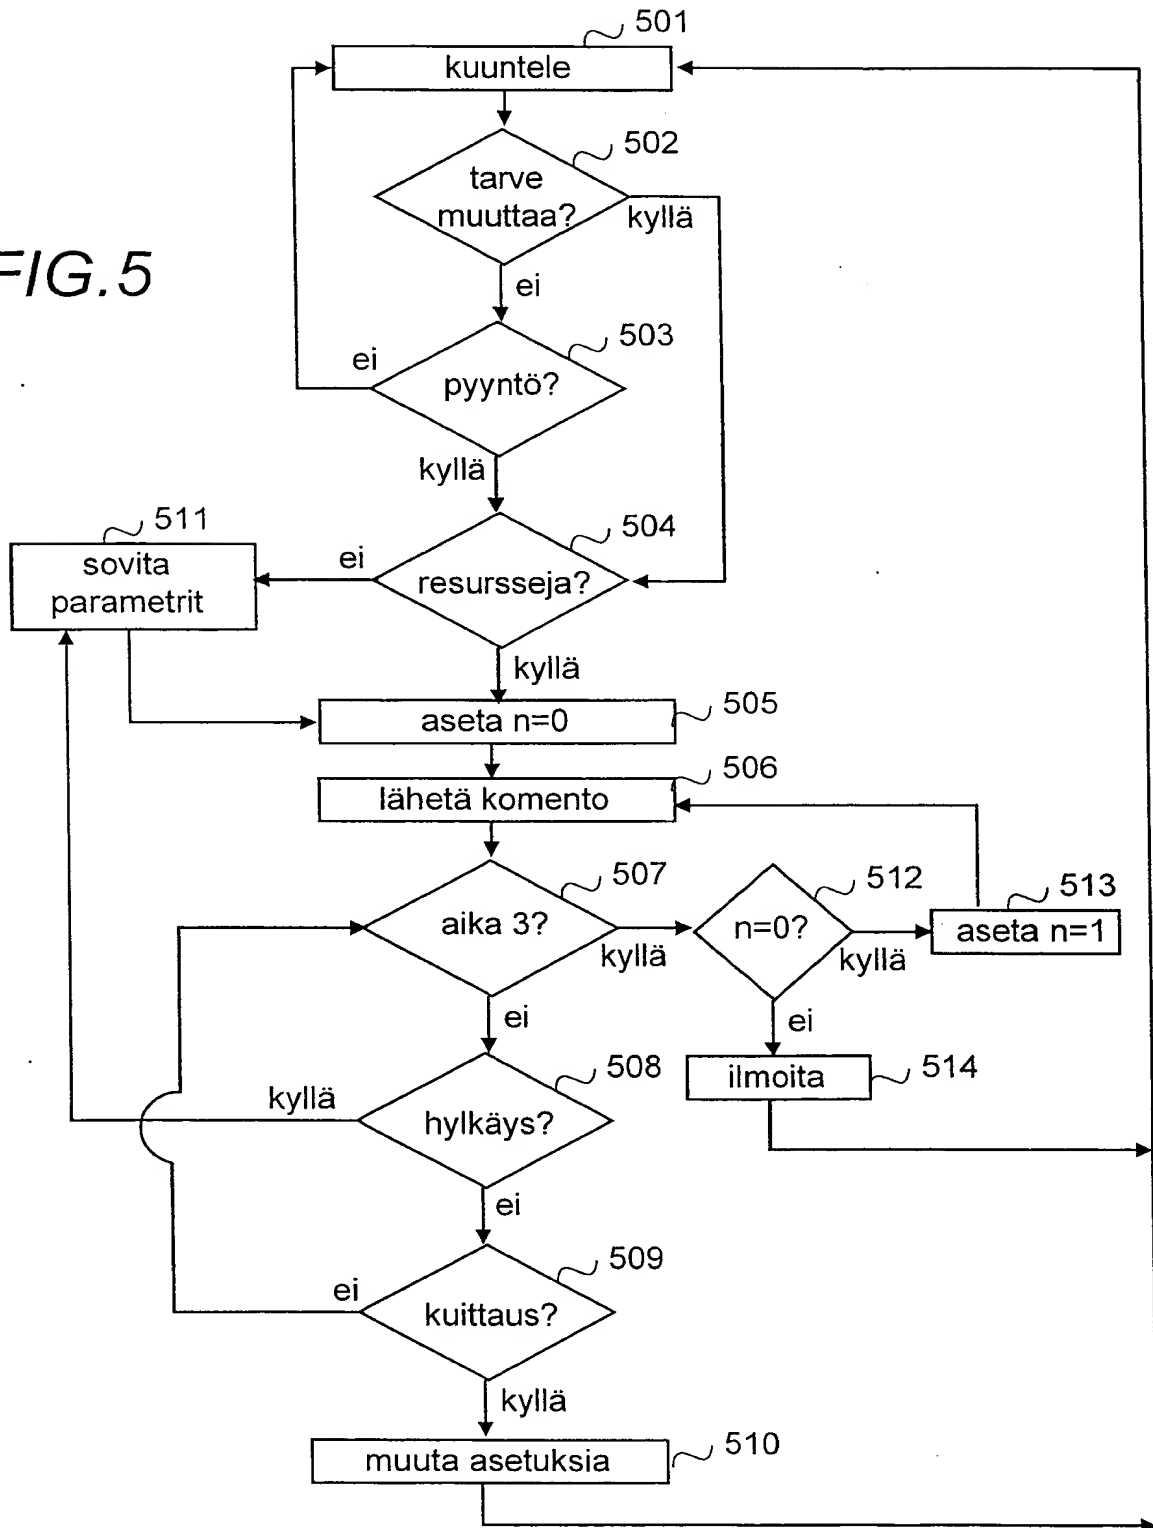 501
kuuntele
502
tarve
muuttaa?
kyllä
FIG.5
ei
503
ei
pyyntö?
kyllä
511
sovita
parametrit
504
ei
resursseja?
kyllä
505
aseta n=0
506
lähetä komento
507
aika 3?
kyllä
512
n=0?
kyllä
513
aseta n=1
ei
ei
508
ilmoita
514
kyllä
hylkäys?
ei
509
ei
kuittaus?
kyllä
muuta asetuksia
510